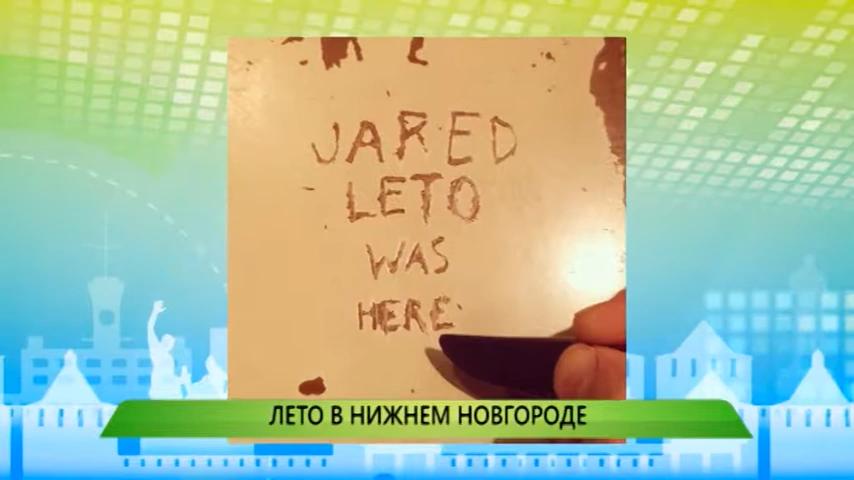 JARED
LETO
WAS
HERE
ЛЕТО В НИЖНЕМ НОВГОРОДЕ